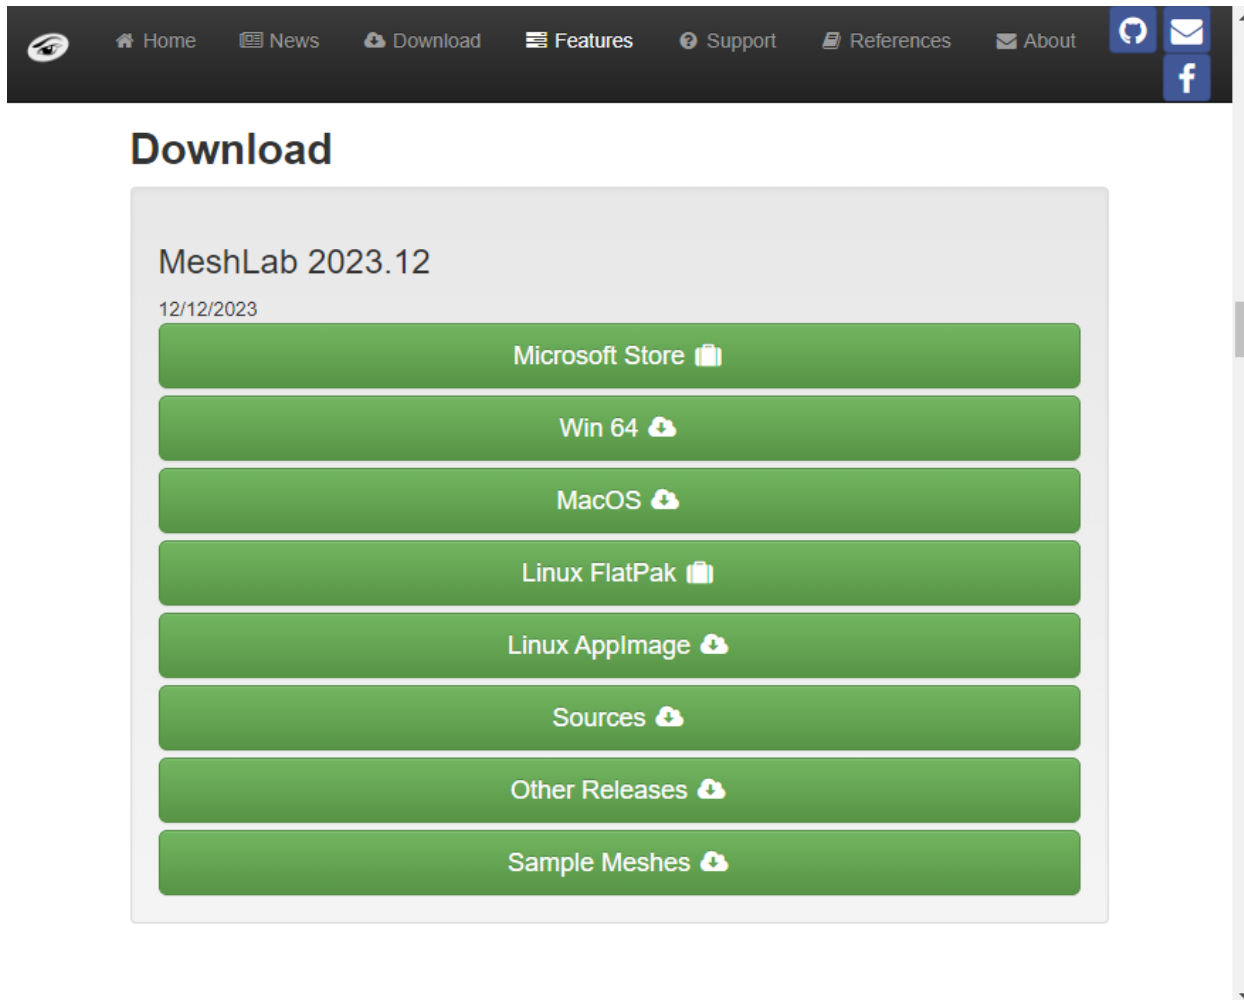 Home News Download Features Support References About
Download
MeshLab 2023.12
12/12/2023
Microsoft Store
Win 64
MacOS
Linux FlatPak
Linux AppImage
Sources
Other Releases
Sample Meshes